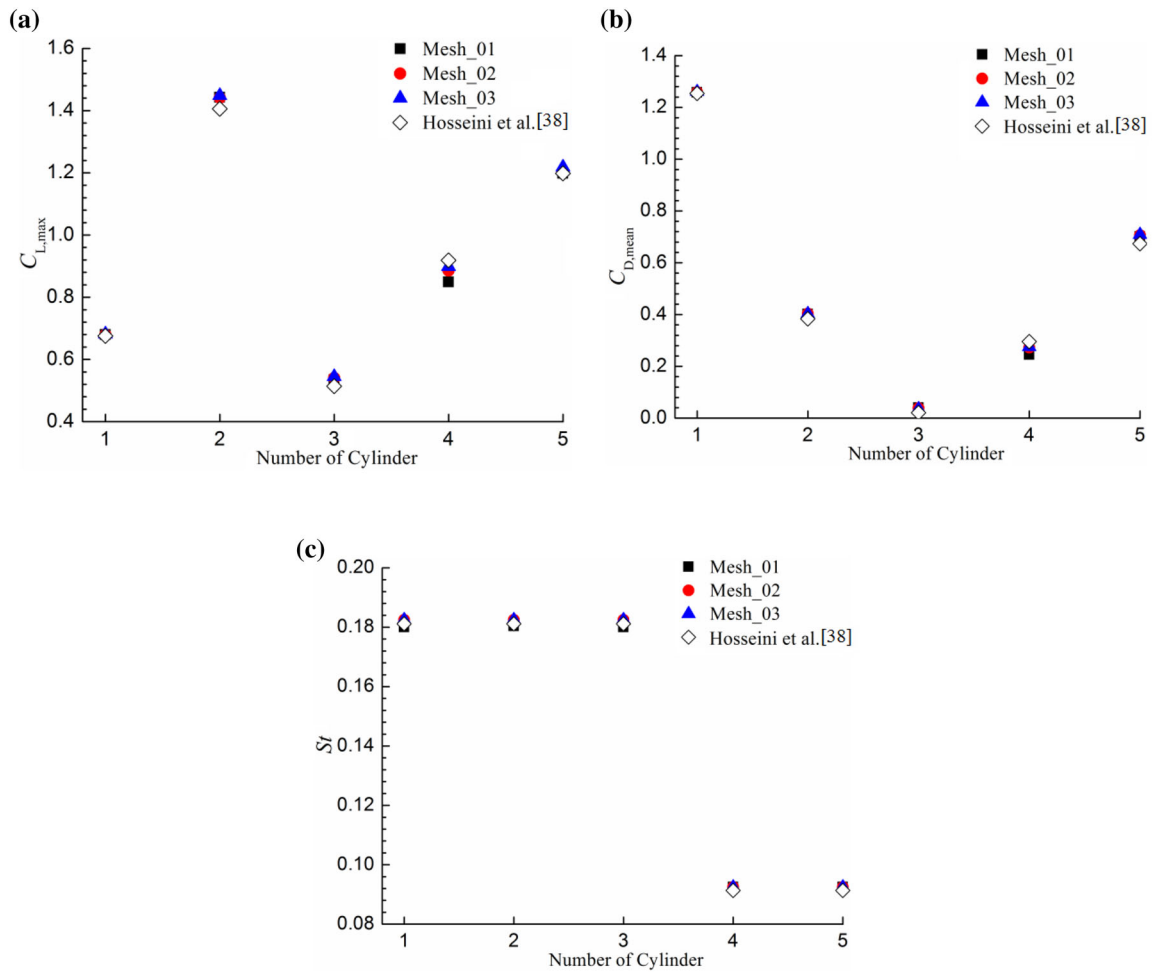 (a)
1.6
1.4
1.2
1.0
0.8
0.6
0.4
C_L,max
1 2 3 4 5
Number of Cylinder
Mesh_01
Mesh_02
Mesh_03
Hosseini et al.[38]
(b)
1.4
1.2
1.0
0.8
0.6
0.4
0.2
0.0
C_D,mean
1 2 3 4 5
Number of Cylinder
Mesh_01
Mesh_02
Mesh_03
Hosseini et al.[38]
(c)
0.20
0.18
0.16
0.14
0.12
0.10
0.08
St
1 2 3 4 5
Number of Cylinder
Mesh_01
Mesh_02
Mesh_03
Hosseini et al.[38]